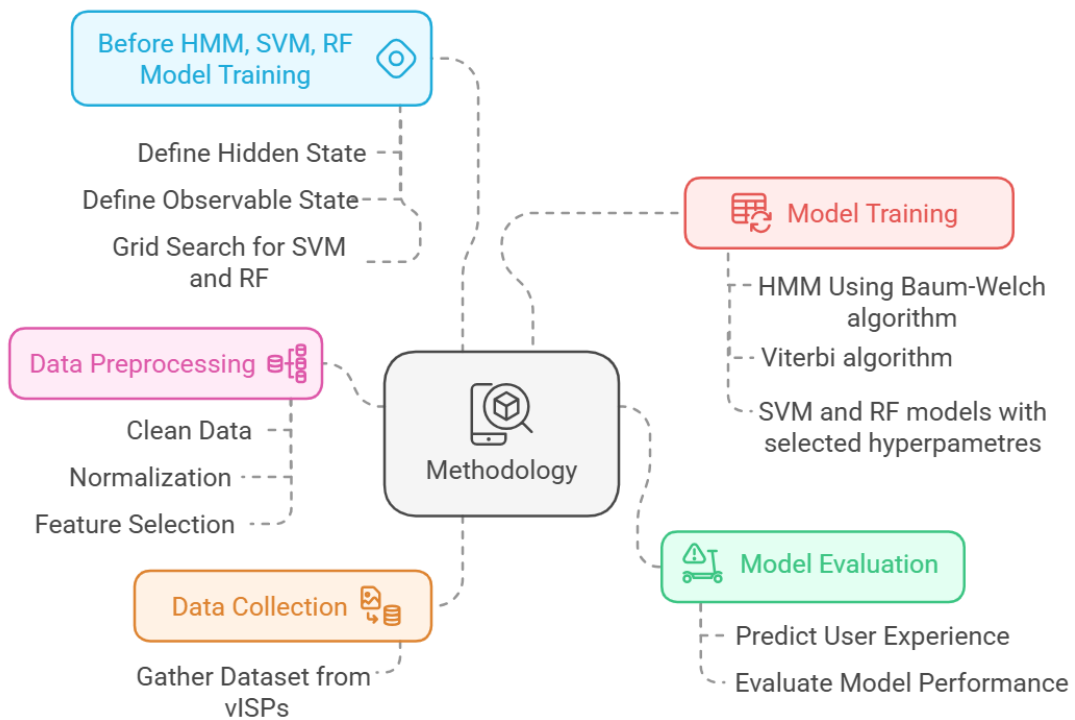 Before HMM, SVM, RF
Model Training
Define Hidden State
Define Observable State
Grid Search for SVM
and RF
Model Training
HMM Using Baum-Welch
algorithm
Viterbi algorithm
SVM and RF models with
selected hyperpametres
Data Preprocessing
Clean Data
Normalization
Feature Selection
Methodology
Data Collection
Gather Dataset from
vISPs
Model Evaluation
Predict User Experience
Evaluate Model Performance